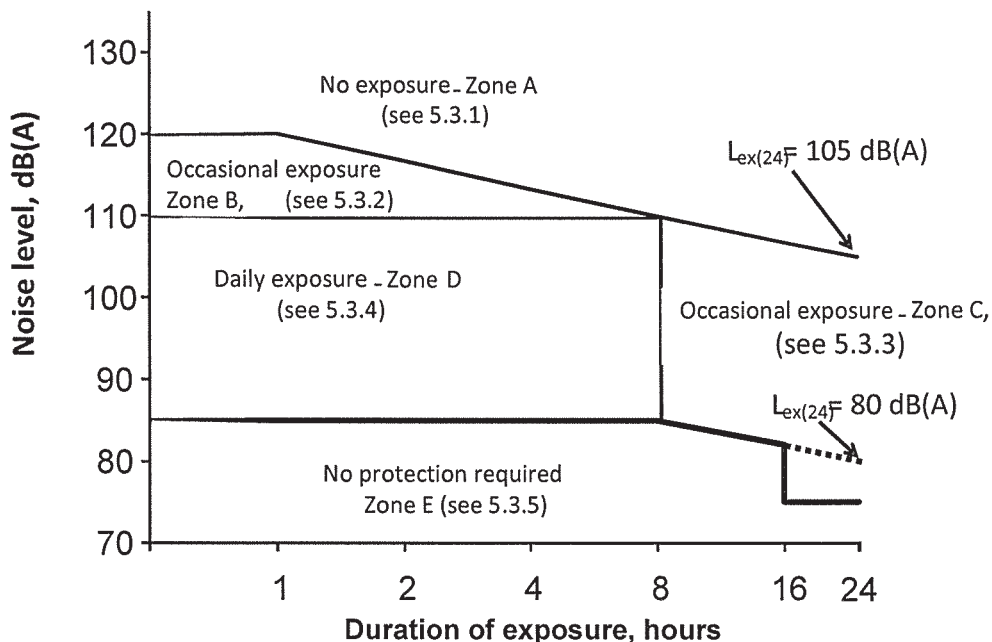 130
No exposure - Zone A
(see 5.3.1)
120
Lex(24)= 105 dB(A)
Occasional exposure
Zone B, (see 5.3.2)
110
Daily exposure - Zone D
(see 5.3.4)
100
Occasional exposure - Zone C,
(see 5.3.3)
90
Lex(24)= 80 dB(A)
80
No protection required
Zone E (see 5.3.5)
70
1 2 4 8 16 24
Duration of exposure, hours
Noise level, dB(A)